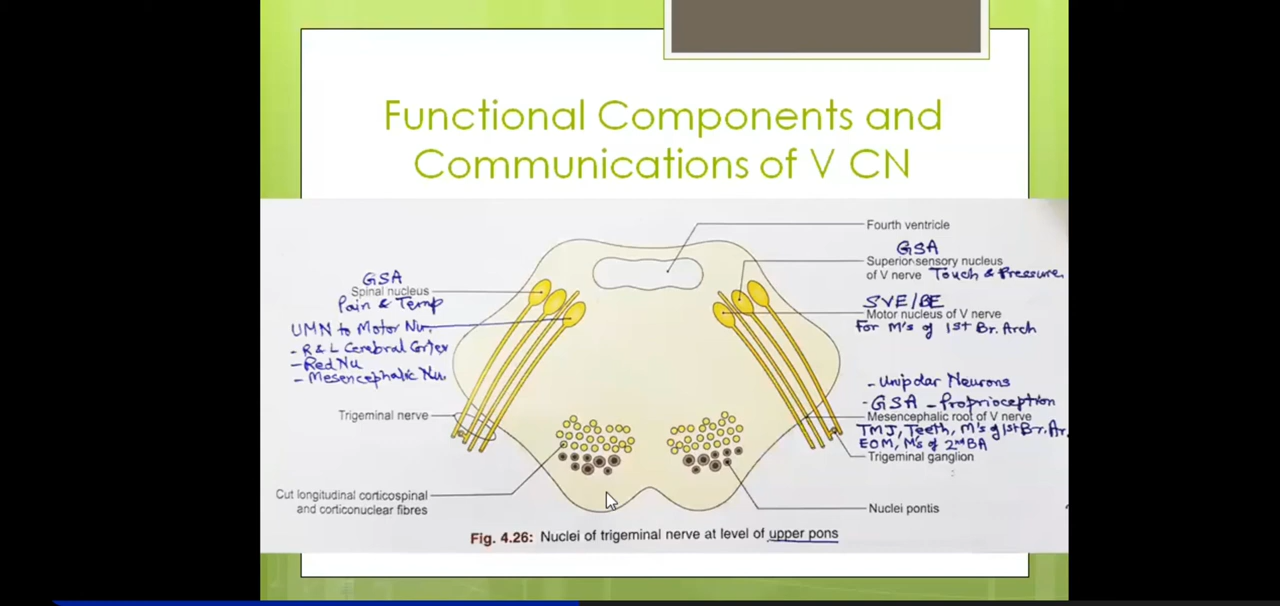 Functional Components and
Communications of V CN
Fourth ventricle
GSA
Superior sensory nucleus
of V nerve Touch & Pressure
SVE/BE
Motor nucleus of V nerve
For M's of 1st Br. Arch
- Unipolar Neurons
- GSA - Proprioception
Mesencephalic root of V nerve
TMJ, Teeth, M's of 1st Br. Ar.
EOM, M's of 2nd BA
Trigeminal ganglion
Nuclei pontis
GSA
Spinal nucleus
Pain & Temp
UMN to Motor Nu.
- R & L Cerebral Cortex
- Red Nu
- Mesencephalic Nu.
Trigeminal nerve
Cut longitudinal corticospinal
and corticonuclear fibres
Fig. 4.26: Nuclei of trigeminal nerve at level of upper pons